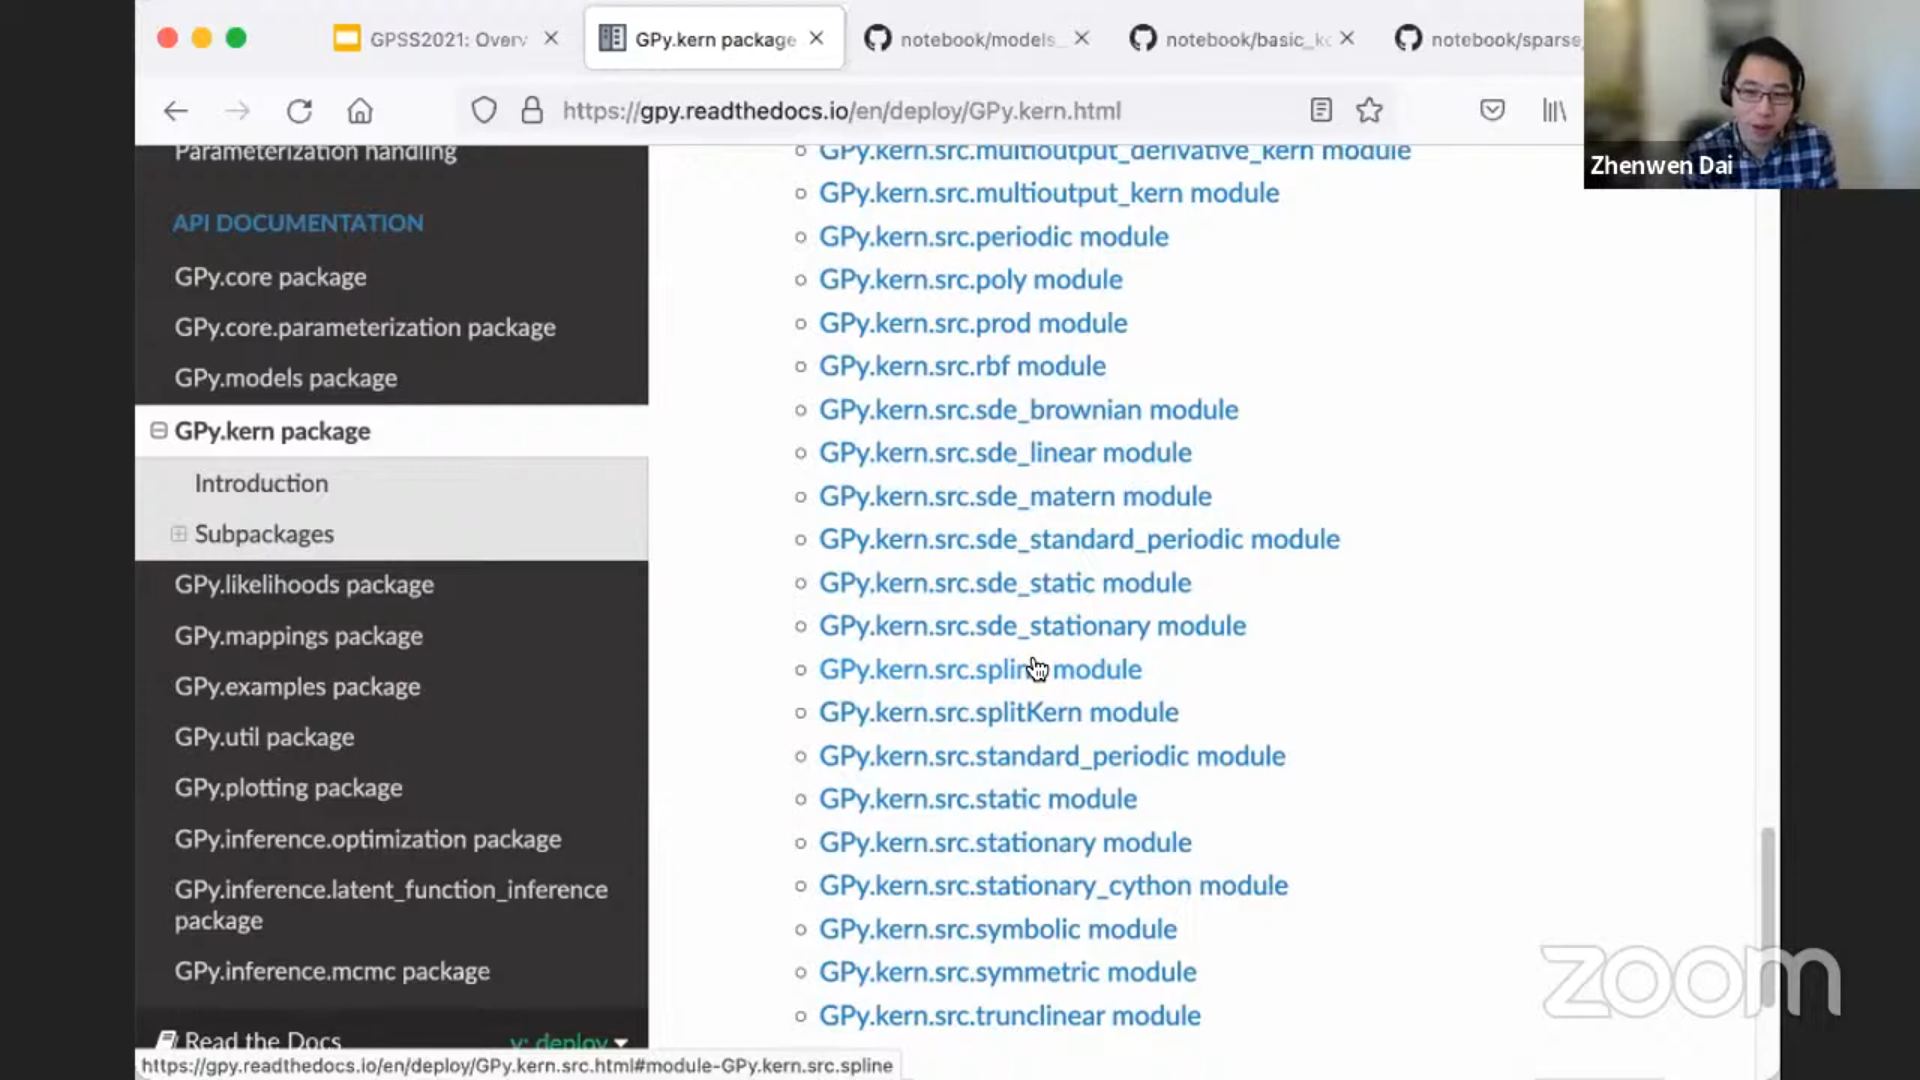 GPSS2021: Overv
GPy.kern package
notebook/models_
notebook/basic_k
notebook/sparse_
https://gpy.readthedocs.io/en/deploy/GPy.kern.html
Zhenwen Dai
Parameterization handling
API DOCUMENTATION
GPy.core package
GPy.core.parameterization package
GPy.models package
GPy.kern package
Introduction
Subpackages
GPy.likelihoods package
GPy.mappings package
GPy.examples package
GPy.util package
GPy.plotting package
GPy.inference.optimization package
GPy.inference.latent_function_inference
package
GPy.inference.mcmc package
Read the Docs
v: deploy
GPy.kern.src.multioutput_derivative_kern module
GPy.kern.src.multioutput_kern module
GPy.kern.src.periodic module
GPy.kern.src.poly module
GPy.kern.src.prod module
GPy.kern.src.rbf module
GPy.kern.src.sde_brownian module
GPy.kern.src.sde_linear module
GPy.kern.src.sde_matern module
GPy.kern.src.sde_standard_periodic module
GPy.kern.src.sde_static module
GPy.kern.src.sde_stationary module
GPy.kern.src.spline module
GPy.kern.src.splitKern module
GPy.kern.src.standard_periodic module
GPy.kern.src.static module
GPy.kern.src.stationary module
GPy.kern.src.stationary_cython module
GPy.kern.src.symbolic module
GPy.kern.src.symmetric module
GPy.kern.src.trunclinear module
https://gpy.readthedocs.io/en/deploy/GPy.kern.src.html#module-GPy.kern.src.spline
zoom